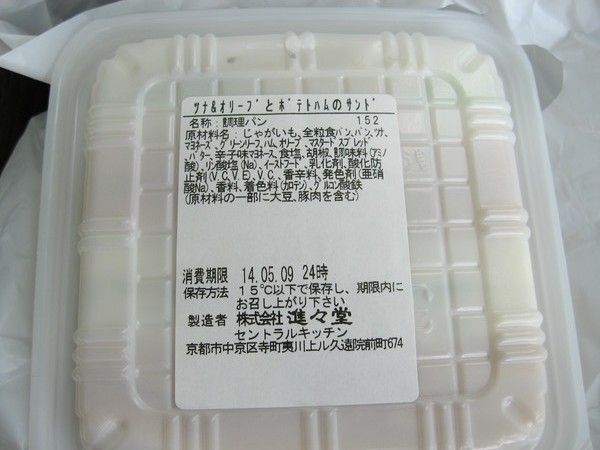 ツナ&オリーブとポテトハムのサンド
名称：調理パン 152
原材料名：じゃがいも、全粒食パン、パン、ツナ、
マヨネーズ、グリーンリーフ、ハム、オリーブ、マスタードスプレッド、
バター、辛子味マヨネーズ、食塩、胡椒、調味料(アミノ
酸)、リン酸塩(Na)、イーストフード、乳化剤、酸化防
止剤(V.C,V.E)、V.C、香辛料、発色剤(亜硝
酸Na)、香料、着色料(カロテン)、グルコン酸鉄
(原材料の一部に大豆、豚肉を含む)
消費期限 14.05.09 24時
保存方法 15℃以下で保存し、期限内に
お召し上がり下さい
製造者 株式会社 進々堂
セントラルキッチン
京都市中京区寺町夷川上ル久遠院前町674